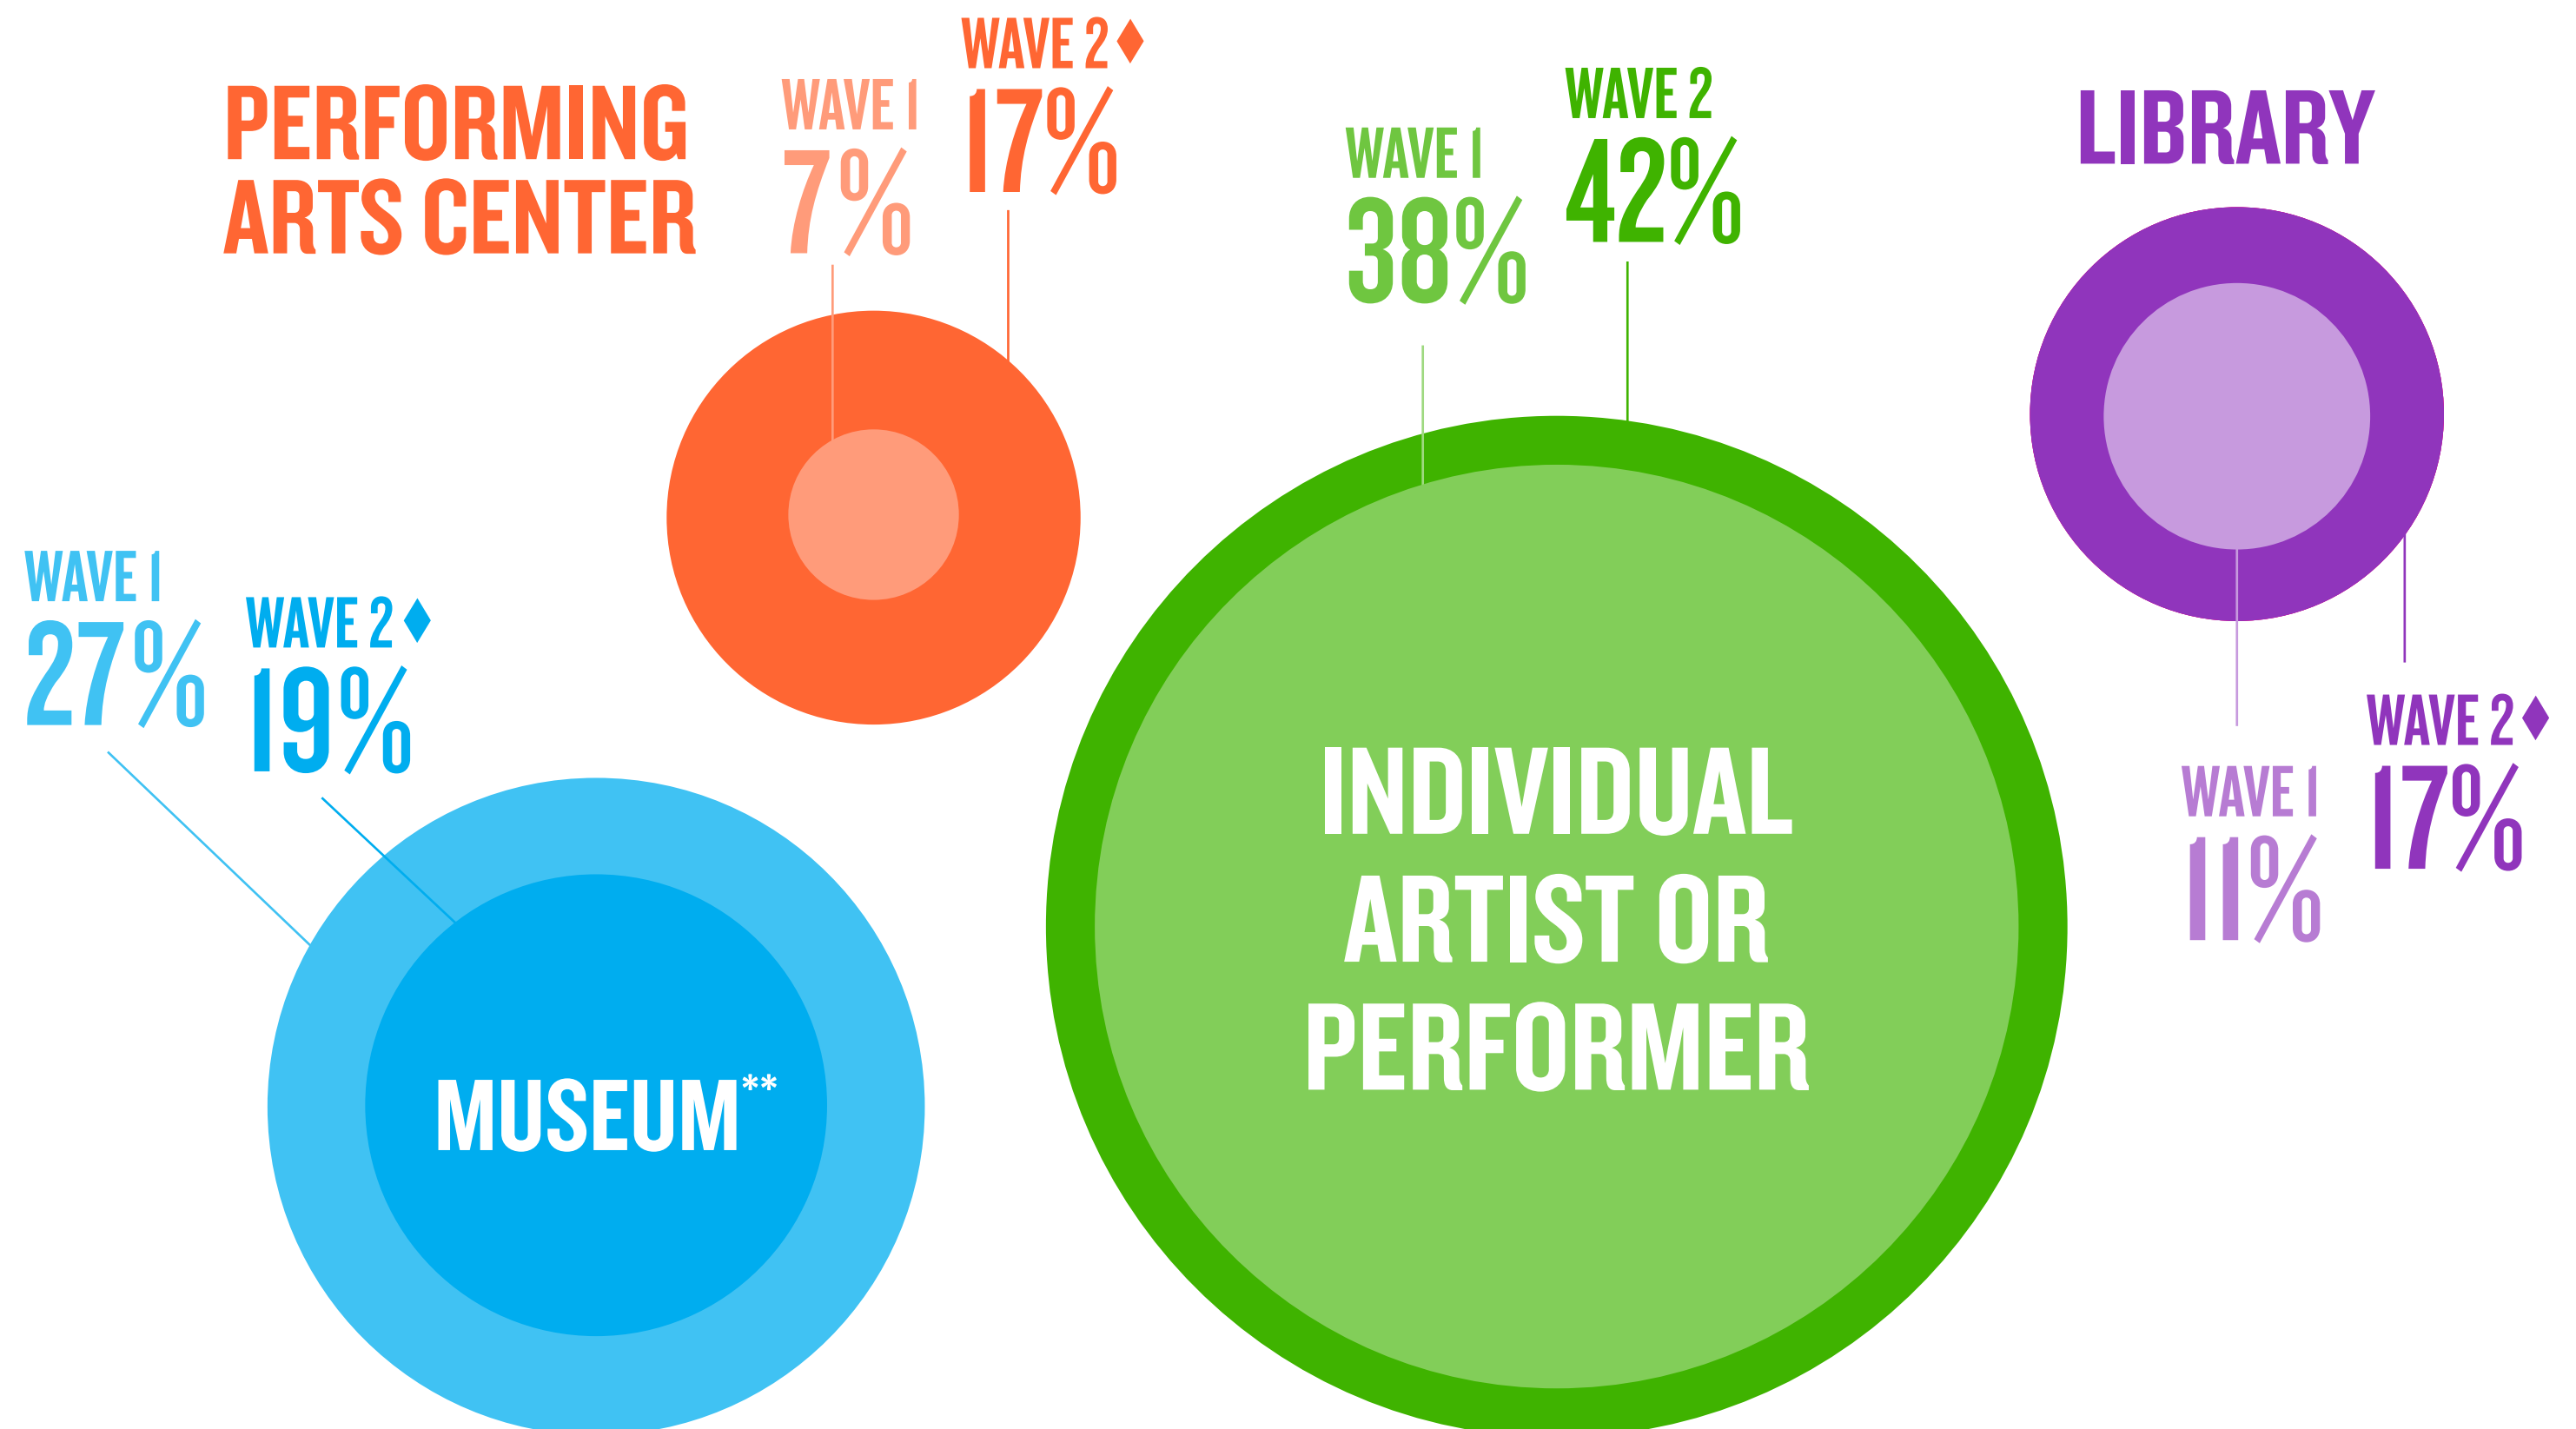 PERFORMING
ARTS CENTER
WAVE 1
7%
WAVE 2♦
17%
WAVE 1
38%
WAVE 2
42%
LIBRARY
WAVE 1
11%
WAVE 2♦
17%
WAVE 1
27%
WAVE 2♦
19%
MUSEUM**
INDIVIDUAL
ARTIST OR
PERFORMER